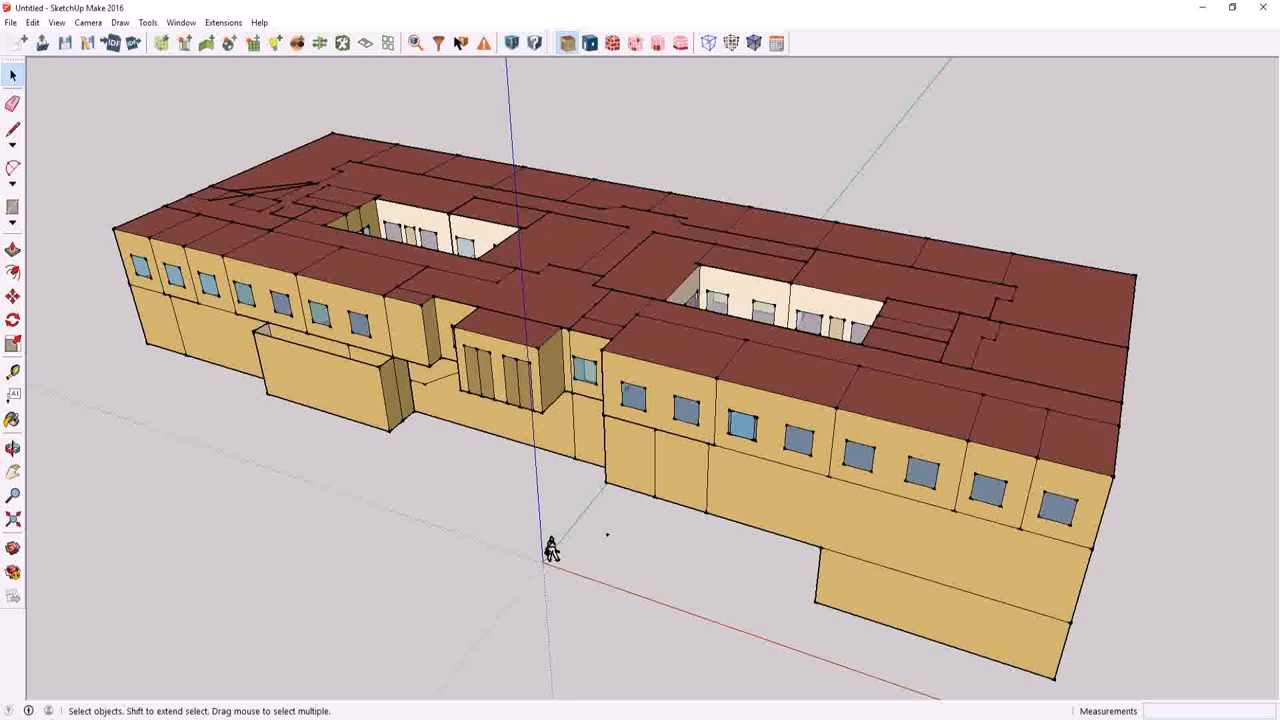 Untitled - SketchUp Make 2016
File Edit View Camera Draw Tools Window Extensions Help
Select objects. Shift to extend select. Drag mouse to select multiple.
Measurements